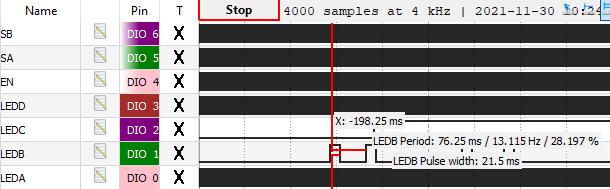 Name Pin T Stop 4000 samples at 4 kHz | 2021-11-30 10:24
SB DIO 6 X
SA DIO 5 X
EN DIO 4 X
LEDD DIO 3 X
LEDC DIO 2 X
X: -198.25 ms
LEDB Period: 76.25 ms / 13.115 Hz / 28.197 %
LEDB DIO 1 X
LEDB Pulse width: 21.5 ms
LEDA DIO 0 X